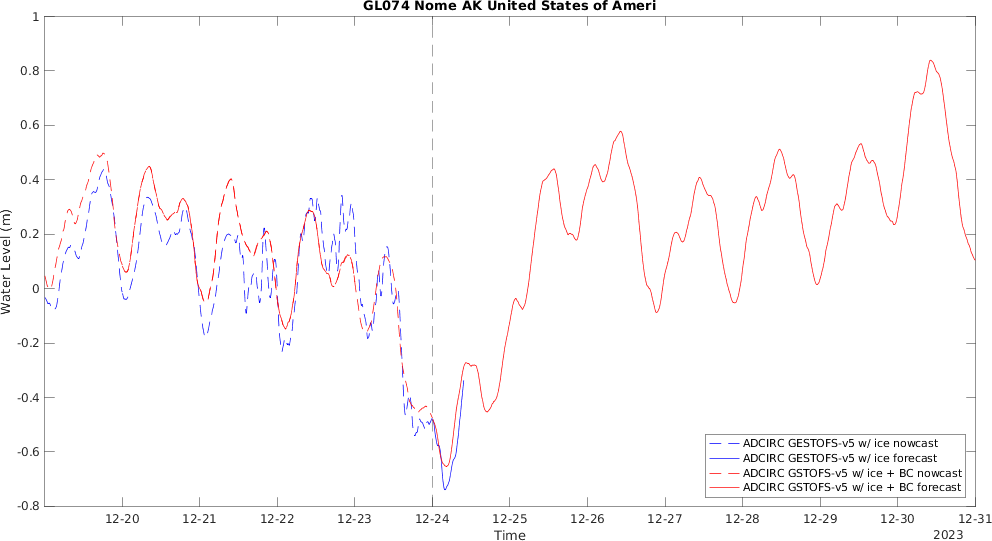 GL074 Nome AK United States of Ameri
1
0.8
0.6
0.4
0.2
0
-0.2
-0.4
-0.6
-0.8
Water Level (m)
ADCIRC GESTOFS-v5 w/ ice nowcast
ADCIRC GESTOFS-v5 w/ ice forecast
ADCIRC GSTOFS-v5 w/ ice + BC nowcast
ADCIRC GSTOFS-v5 w/ ice + BC forecast
12-20 12-21 12-22 12-23 12-24 12-25 12-26 12-27 12-28 12-29 12-30 12-31
Time
2023